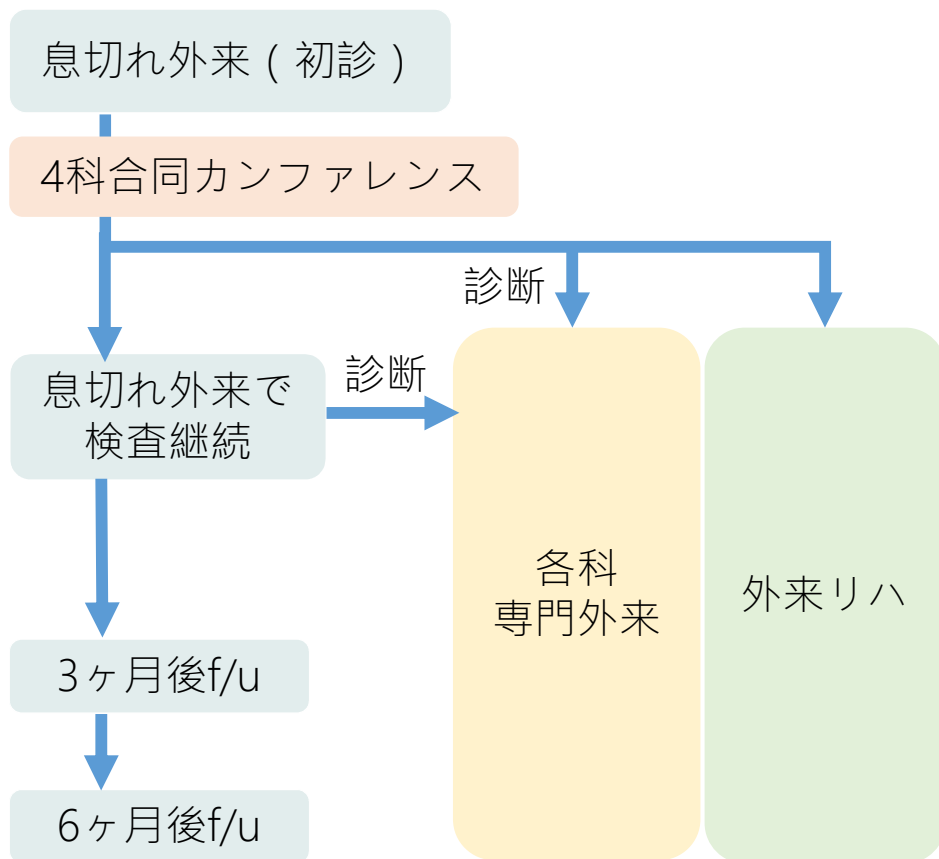 息切れ外来(初診)
4科合同カンファレンス
診断
息切れ外来で
検査継続
診断
各科
専門外来
外来リハ
3ヶ月後f/u
6ヶ月後f/u